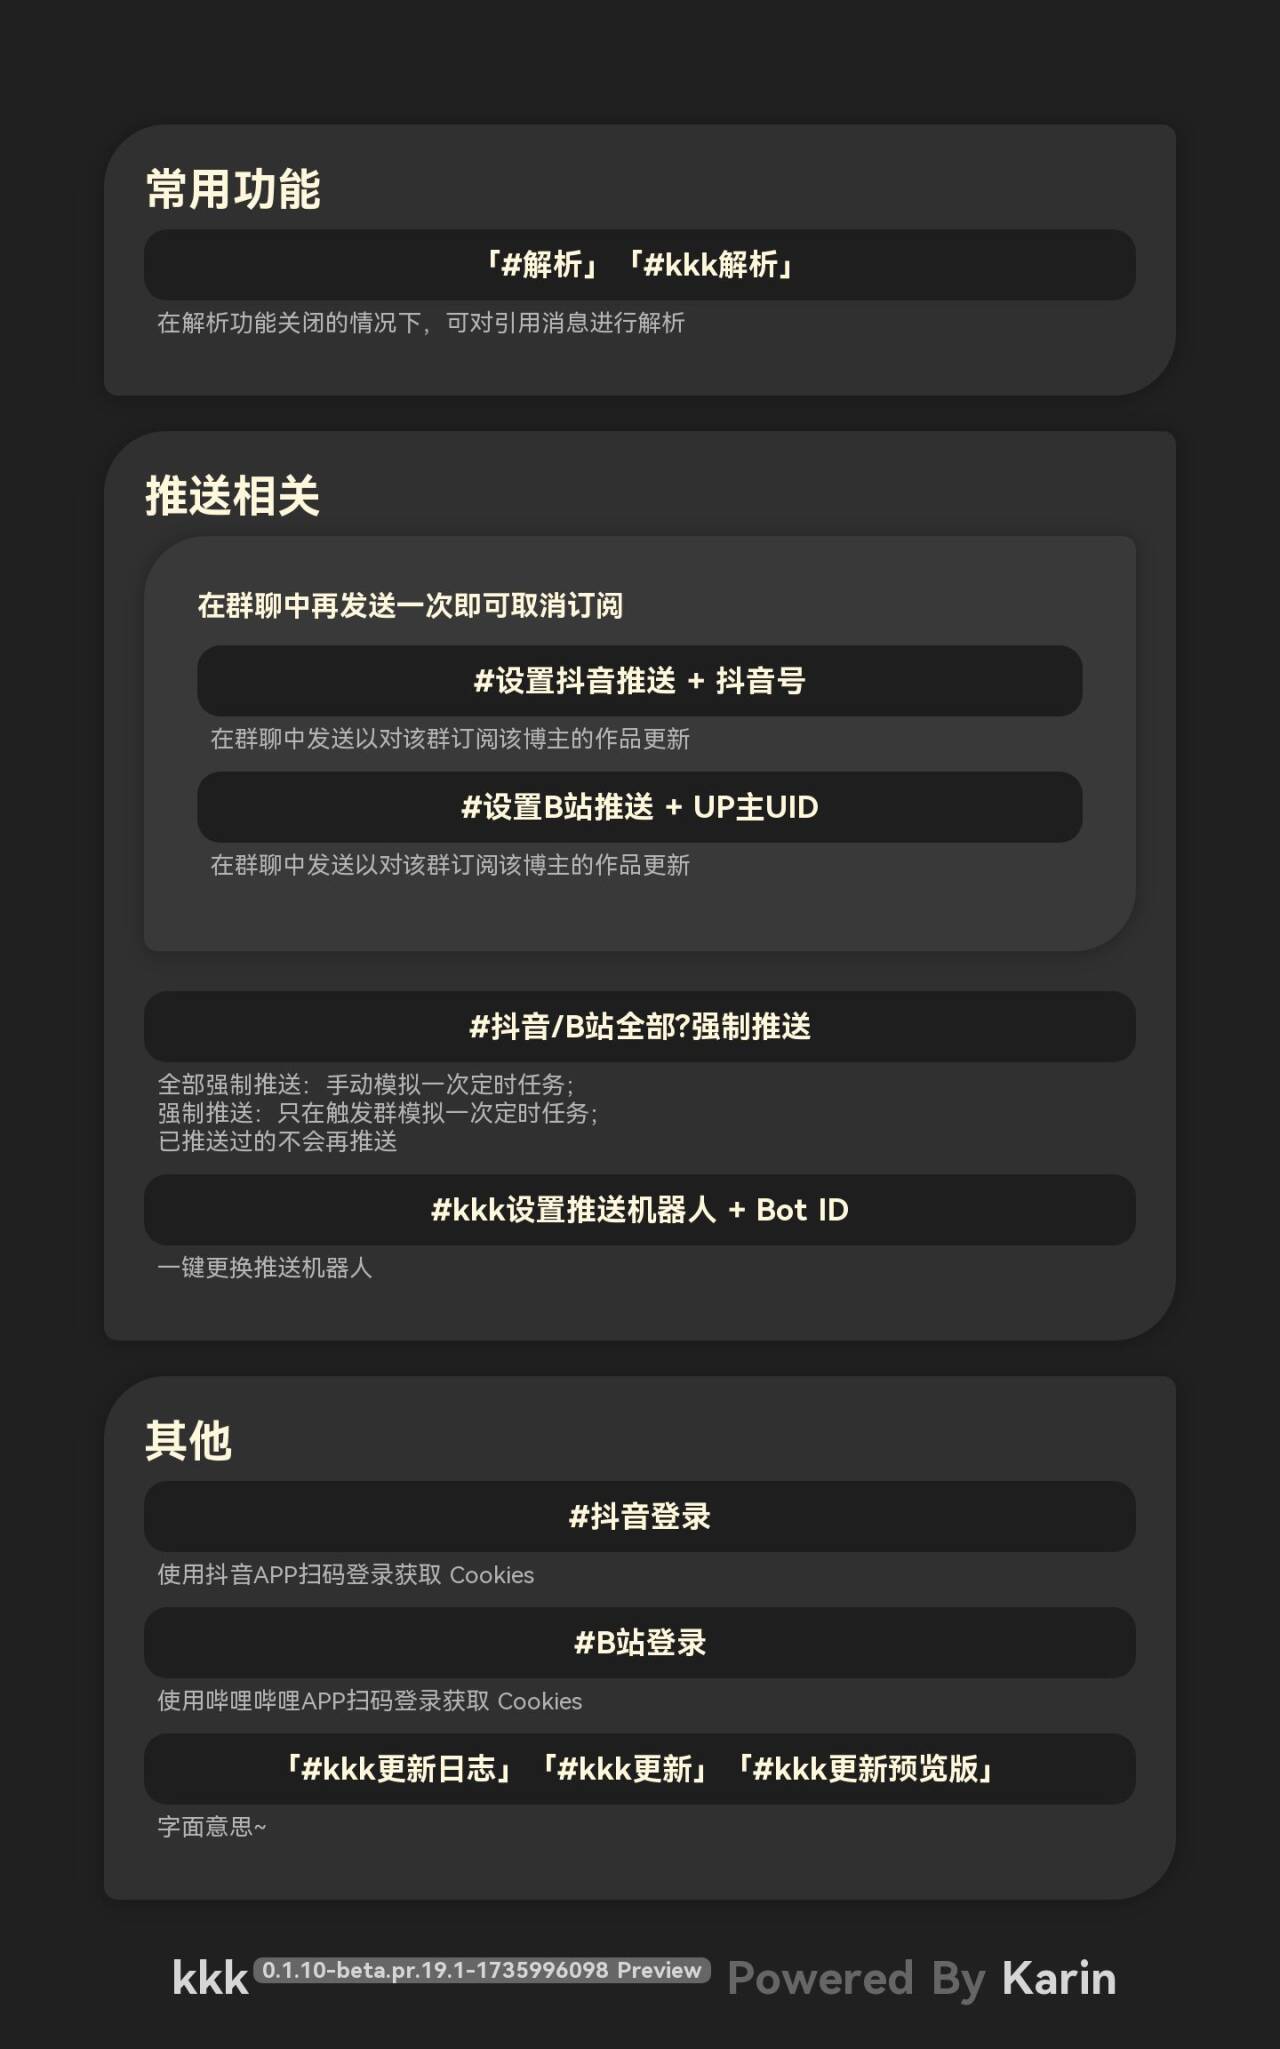 常用功能
「#解析」「#kkk解析」
在解析功能关闭的情况下，可对引用消息进行解析
推送相关
在群聊中再发送一次即可取消订阅
#设置抖音推送 + 抖音号
在群聊中发送以对该群订阅该博主的作品更新
#设置B站推送 + UP主UID
在群聊中发送以对该群订阅该博主的作品更新
#抖音/B站全部?强制推送
全部强制推送：手动模拟一次定时任务；
强制推送：只在触发群模拟一次定时任务；
已推送过的不会再推送
#kkk设置推送机器人 + Bot ID
一键更换推送机器人
其他
#抖音登录
使用抖音APP扫码登录获取 Cookies
#B站登录
使用哔哩哔哩APP扫码登录获取 Cookies
「#kkk更新日志」「#kkk更新」「#kkk更新预览版」
字面意思~
kkk 0.1.10-beta.pr.19.1-1735996098 Preview Powered By Karin